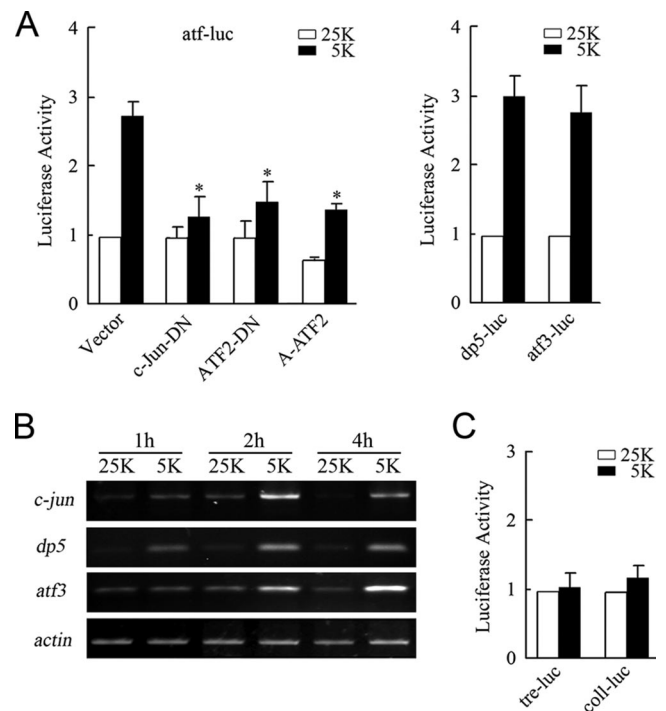 A
atf-luc
25K
5K
Luciferase Activity
4
3
2
1
0
Vector
c-Jun-DN
*
ATF2-DN
*
A-ATF2
*
25K
5K
Luciferase Activity
4
3
2
1
0
dp5-luc
atf3-luc
B
1h 2h 4h
25K 5K 25K 5K 25K 5K
c-jun
dp5
atf3
actin
C
25K
5K
Luciferase Activity
3
2
1
0
tre-luc
coll-luc